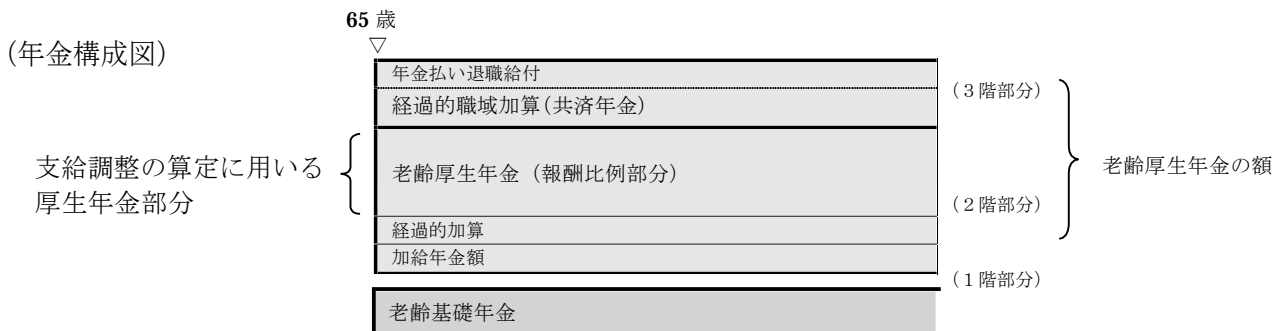 65 歳
▽
(年金構成図)
年金払い退職給付
経過的職域加算(共済年金)
(3階部分)
支給調整の算定に用いる
厚生年金部分
老齢厚生年金(報酬比例部分)
老齢厚生年金の額
(2階部分)
経過的加算
加給年金額
(1階部分)
老齢基礎年金